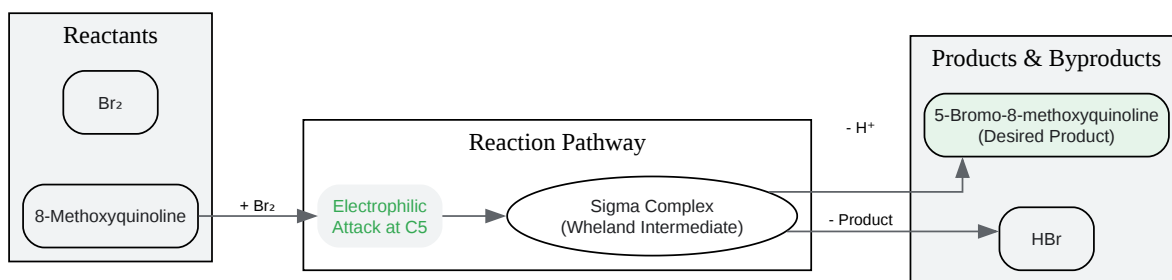 Reactants
Br₂
8-Methoxyquinoline
+ Br₂
Reaction Pathway
Electrophilic
Attack at C5
Sigma Complex
(Wheland Intermediate)
- H⁺
- Product
Products & Byproducts
5-Bromo-8-methoxyquinoline
(Desired Product)
HBr